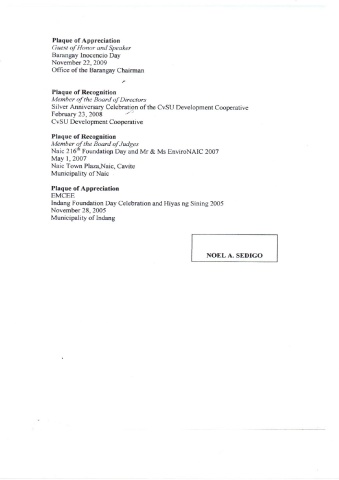 Plaque of Appreciation
Guest of Honor and Speaker
Barangay Inocencio Day
November 22, 2009
Office of the Barangay Chairman
Plaque of Recognition
Member of the Board of Directors
Silver Anniversary Celebration of the CvSU Development Cooperative
February 23, 2008
CvSU Development Cooperative
Plaque of Recognition
Member of the Board of Judges
Naic 216th Foundation Day and Mr & Ms EnviroNAIC 2007
May 1, 2007
Naic Town Plaza,Naic, Cavite
Municipality of Naic
Plaque of Appreciation
EMCEE
Indang Foundation Day Celebration and Hiyas ng Sining 2005
November 28, 2005
Municipality of Indang
NOEL A. SEDIGO